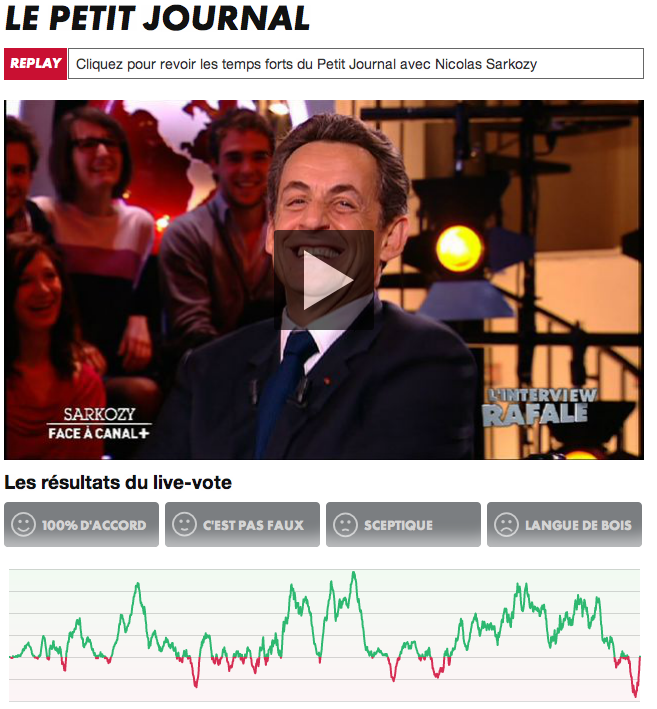 LE PETIT JOURNAL
REPLAY Cliquez pour revoir les temps forts du Petit Journal avec Nicolas Sarkozy
SARKOZY
FACE À CANAL+
L'INTERVIEW
RAFALE
Les résultats du live-vote
100% D'ACCORD
C'EST PAS FAUX
SCEPTIQUE
LANGUE DE BOIS